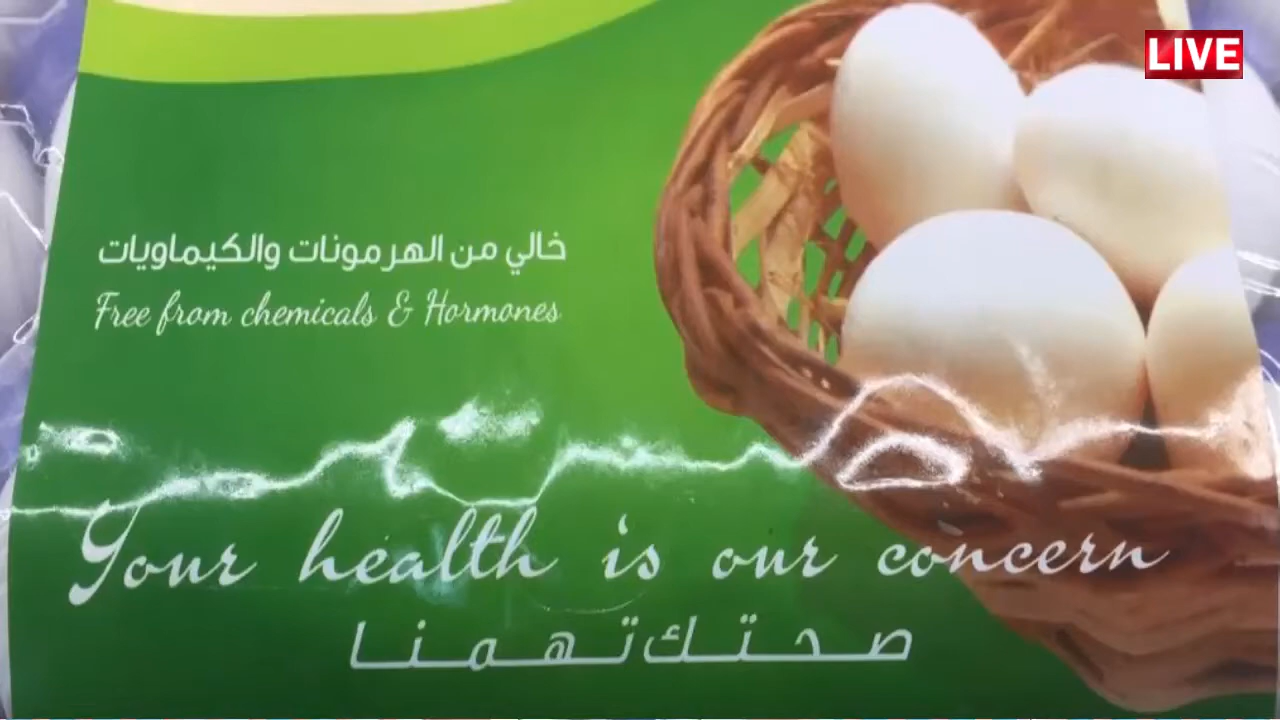 LIVE
خالي من الهرمونات والكيماويات
Free from chemicals & Hormones
Your health is our concern
صحتك تهمنا